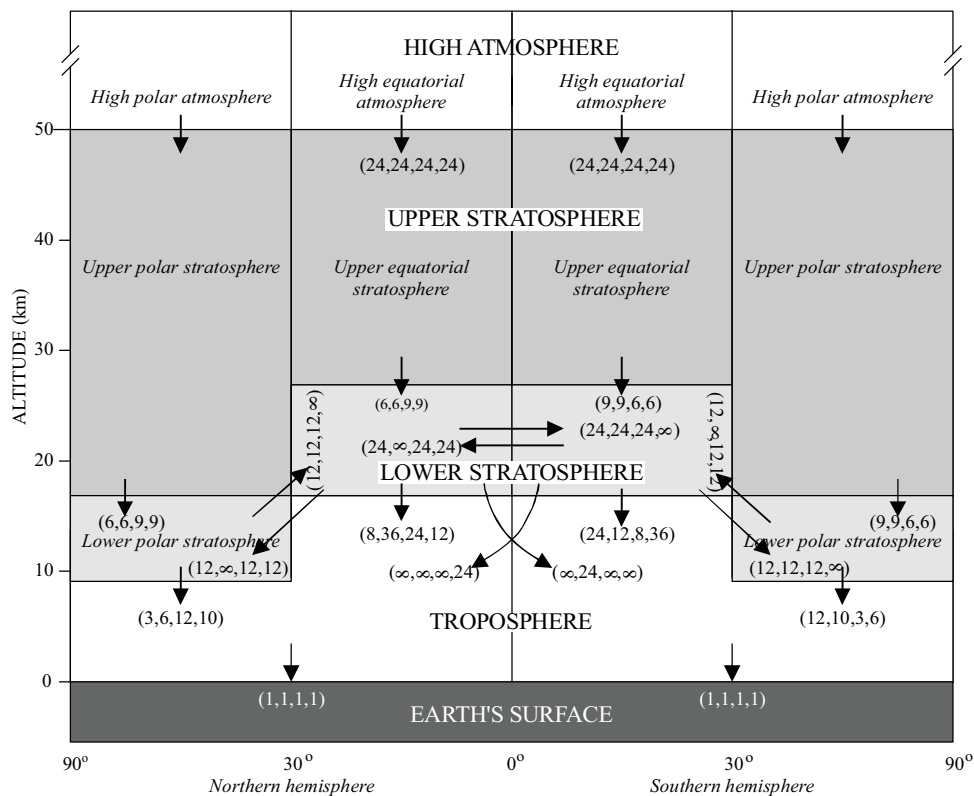 HIGH ATMOSPHERE
High polar atmosphere
High equatorial
atmosphere
High equatorial
atmosphere
High polar atmosphere
50
(24,24,24,24)
(24,24,24,24)
UPPER STRATOSPHERE
40
Upper polar stratosphere
Upper equatorial
stratosphere
Upper equatorial
stratosphere
Upper polar stratosphere
ALTITUDE (km)
30
(6,6,9,9)
(9,9,6,6)
(12,12,12,∞)
(12,∞,12,12)
(24,∞,24,24)
(24,24,24,∞)
20
LOWER STRATOSPHERE
(6,6,9,9)
(9,9,6,6)
Lower polar stratosphere
(8,36,24,12)
(24,12,8,36)
Lower polar stratosphere
(12,∞,12,12)
(∞,∞,∞,24)
(∞,24,∞,∞)
(12,12,12,∞)
10
(3,6,12,10)
TROPOSPHERE
(12,10,3,6)
0
(1,1,1,1)
(1,1,1,1)
EARTH'S SURFACE
90°
30°
0°
30°
90°
Northern hemisphere
Southern hemisphere